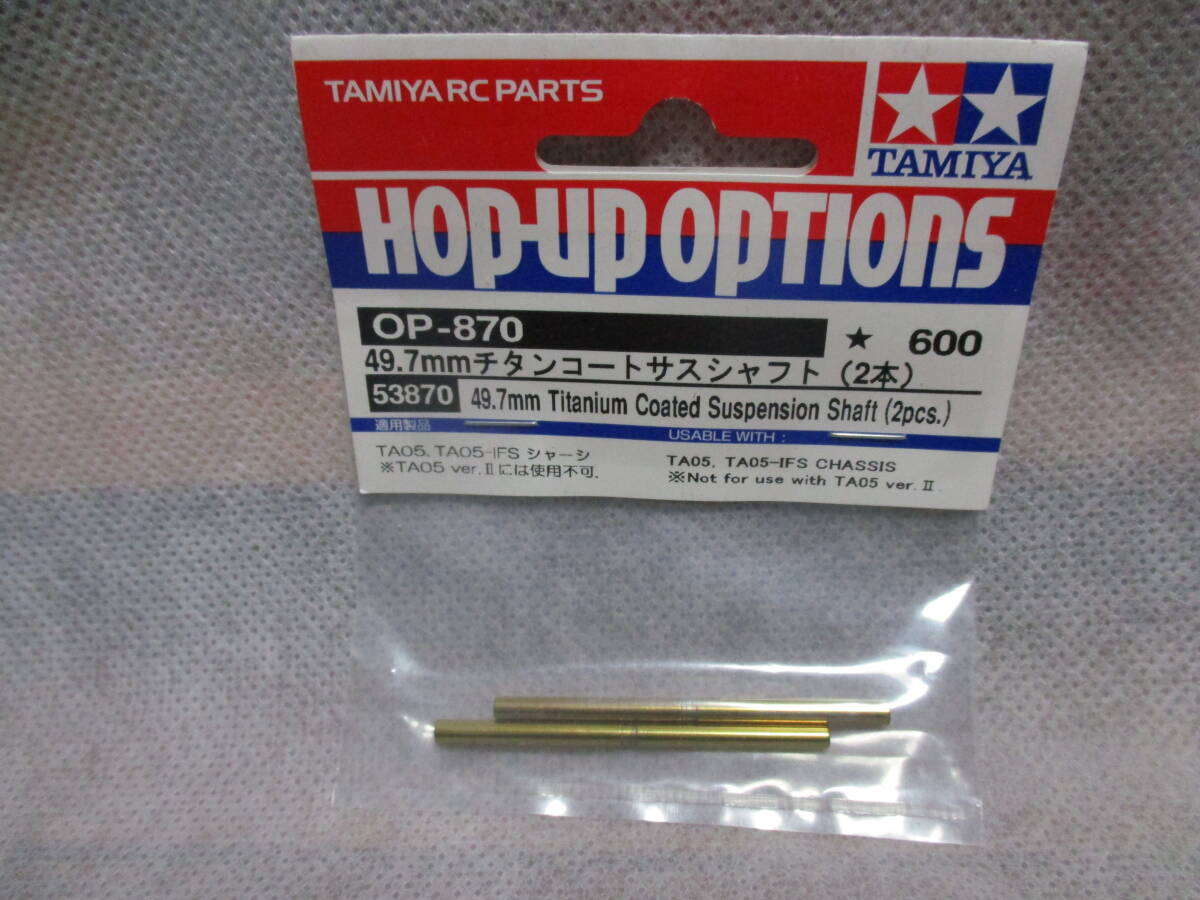 TAMIYA RC PARTS
TAMIYA
HOP-UP OPTIONS
OP-870
★ 600
49.7mmチタンコートサスシャフト(2本)
53870 49.7mm Titanium Coated Suspension Shaft (2pcs.)
適用製品
USABLE WITH :
TA05, TA05-IFS シャーシ
※TA05 ver.Ⅱには使用不可.
TA05, TA05-IFS CHASSIS
※Not for use with TA05 ver.Ⅱ.